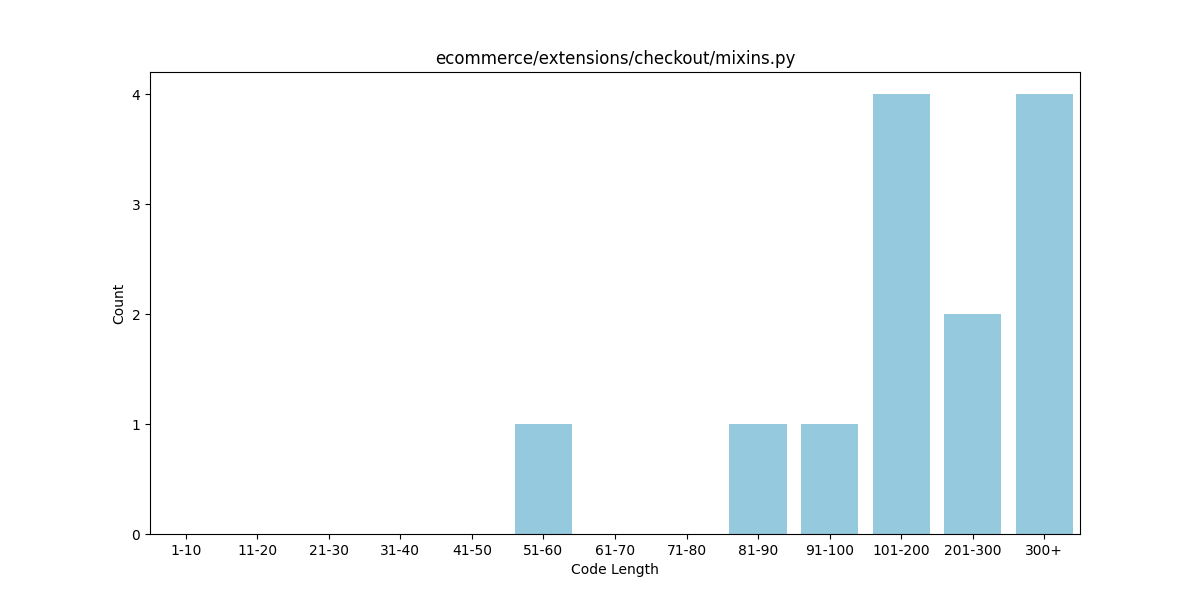 ecommerce/extensions/checkout/mixins.py
Count
4
3
2
1
0
1-10 11-20 21-30 31-40 41-50 51-60 61-70 71-80 81-90 91-100 101-200 201-300 300+
Code Length